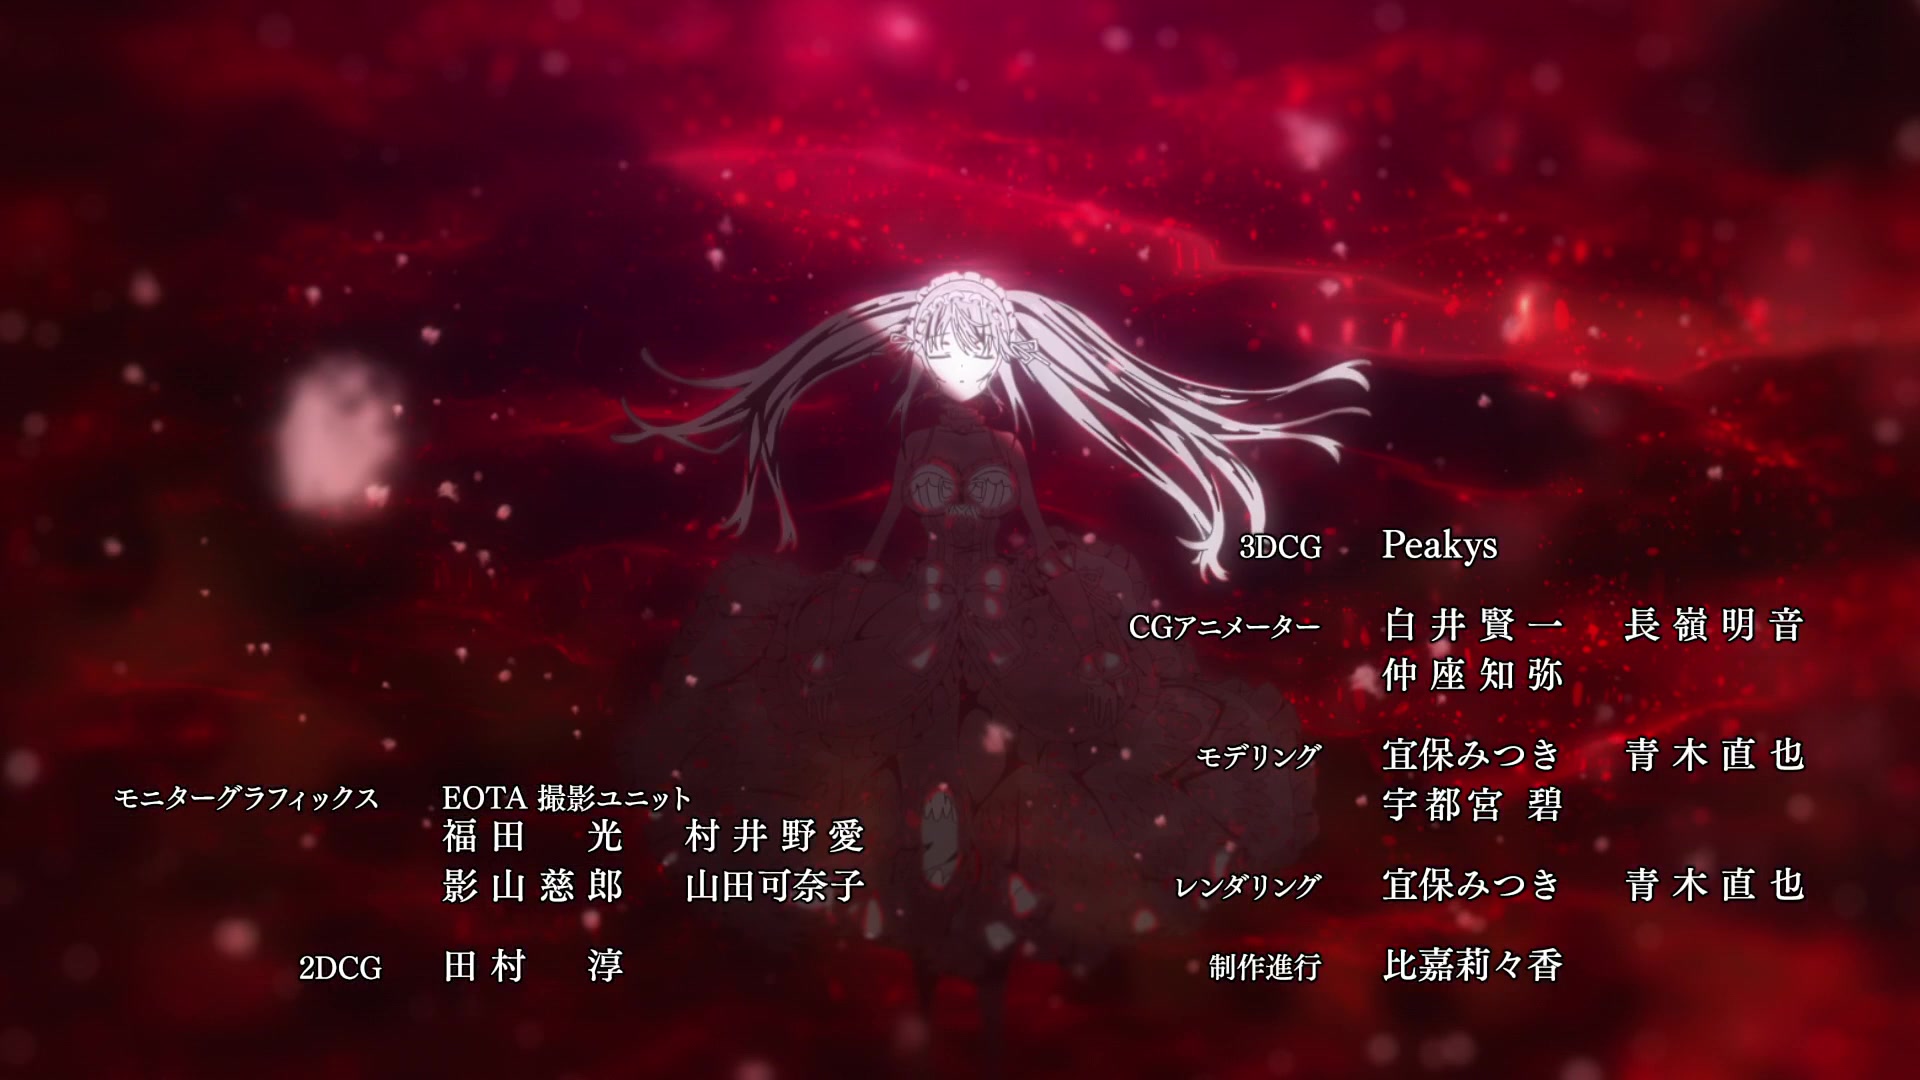 モニターグラフィックス EOTA 撮影ユニット
福田 光 村井野愛
影山慈郎 山田可奈子
2DCG 田村 淳
3DCG Peakys
CGアニメーター 白井賢一 長嶺明音
仲座知弥
モデリング 宜保みつき 青木直也
宇都宮 碧
レンダリング 宜保みつき 青木直也
制作進行 比嘉莉々香